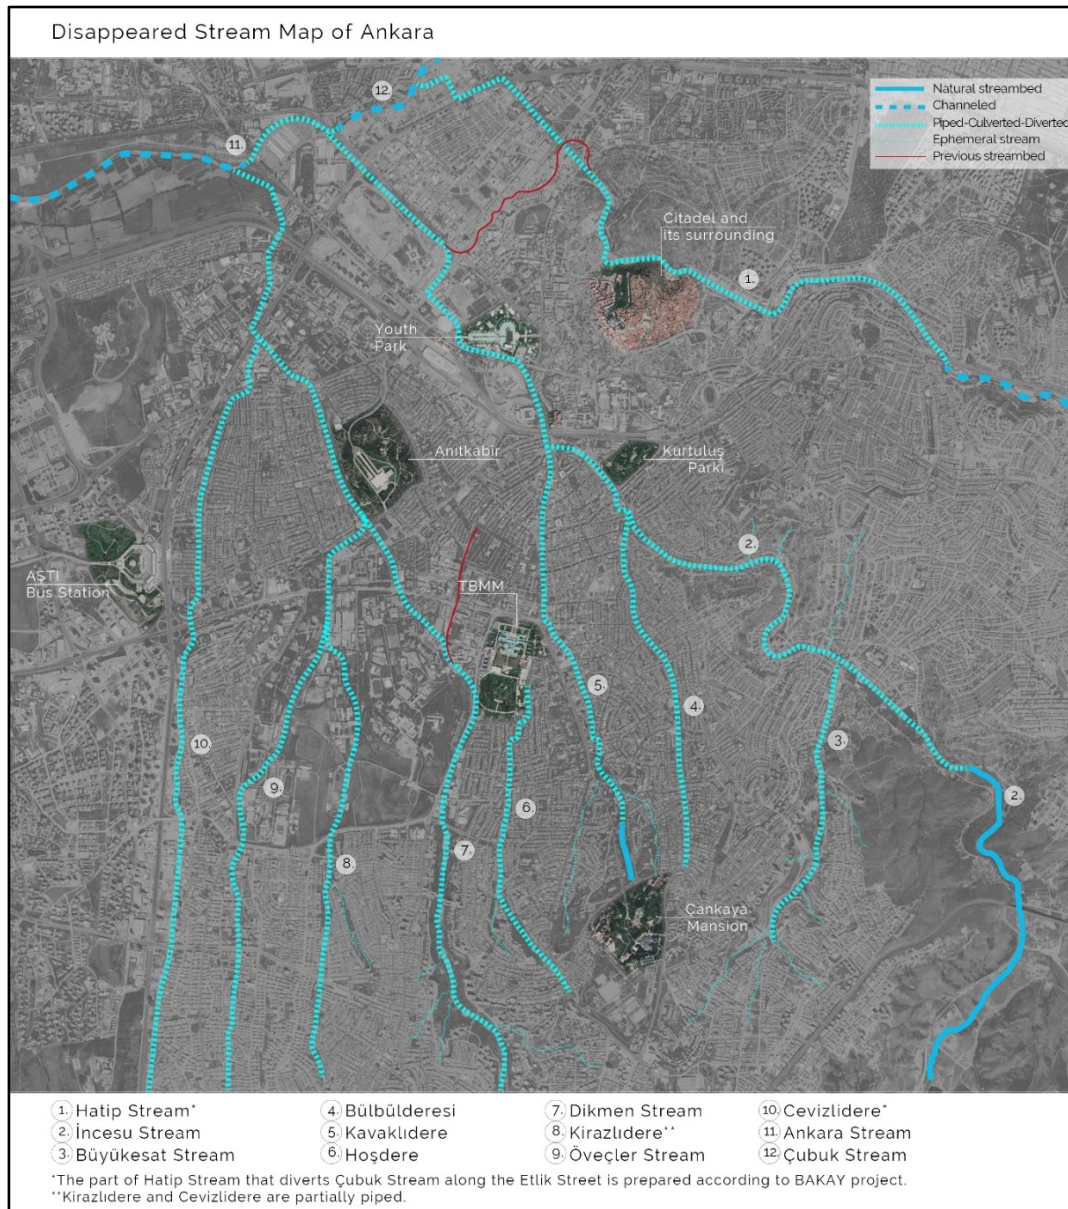 Disappeared Stream Map of Ankara
Natural streambed
Channeled
Piped-Culverted-Diverted
Ephemeral stream
Previous streambed
12.
11.
Citadel and
its surrounding
1.
Youth
Park
Anıtkabir
Kurtuluş
Parkı
2.
AŞTİ
Bus Station
TBMM
5.
4.
3.
10.
9.
2.
6.
7.
8.
Cankaya
Mansion
1. Hatip Stream*
2. İncesu Stream
3. Büyükesat Stream
4. Bülbülderesi
5. Kavaklıdere
6. Hoşdere
7. Dikmen Stream
8. Kirazlıdere**
9. Öveçler Stream
10. Cevizlidere*
11. Ankara Stream
12. Çubuk Stream
*The part of Hatip Stream that diverts Çubuk Stream along the Etlik Street is prepared according to BAKAY project.
**Kirazlıdere and Cevizlidere are partially piped.